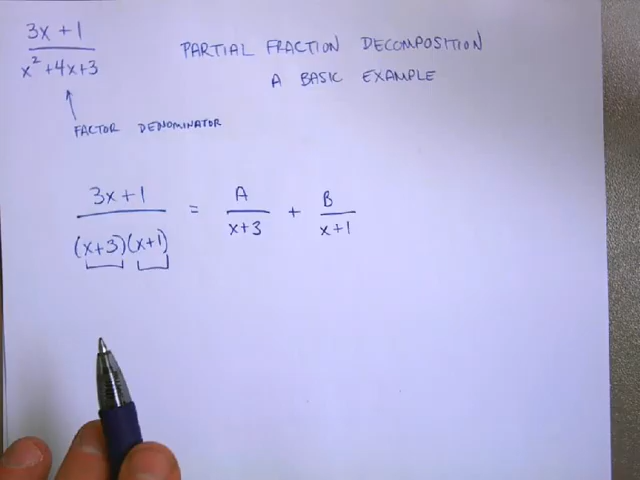 3x + 1
x² + 4x + 3
PARTIAL FRACTION DECOMPOSITION
A BASIC EXAMPLE
FACTOR DENOMINATOR
3x + 1 = A + B
(x+3)(x+1) x+3 x+1